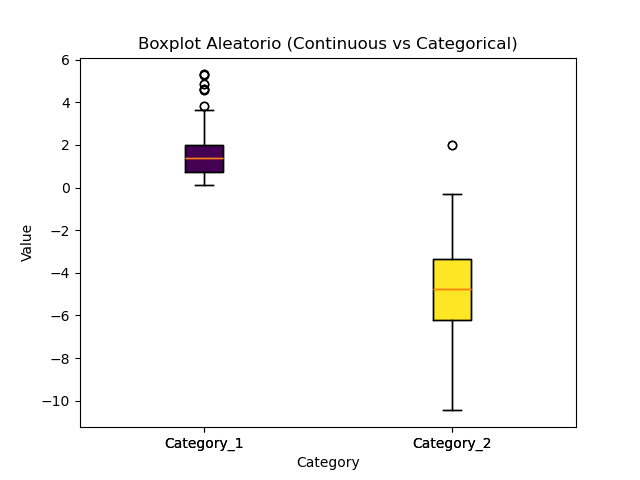 Boxplot Aleatorio (Continuous vs Categorical)
6
4
2
0
−2
−4
−6
−8
−10
Value
Category_1
Category_2
Category